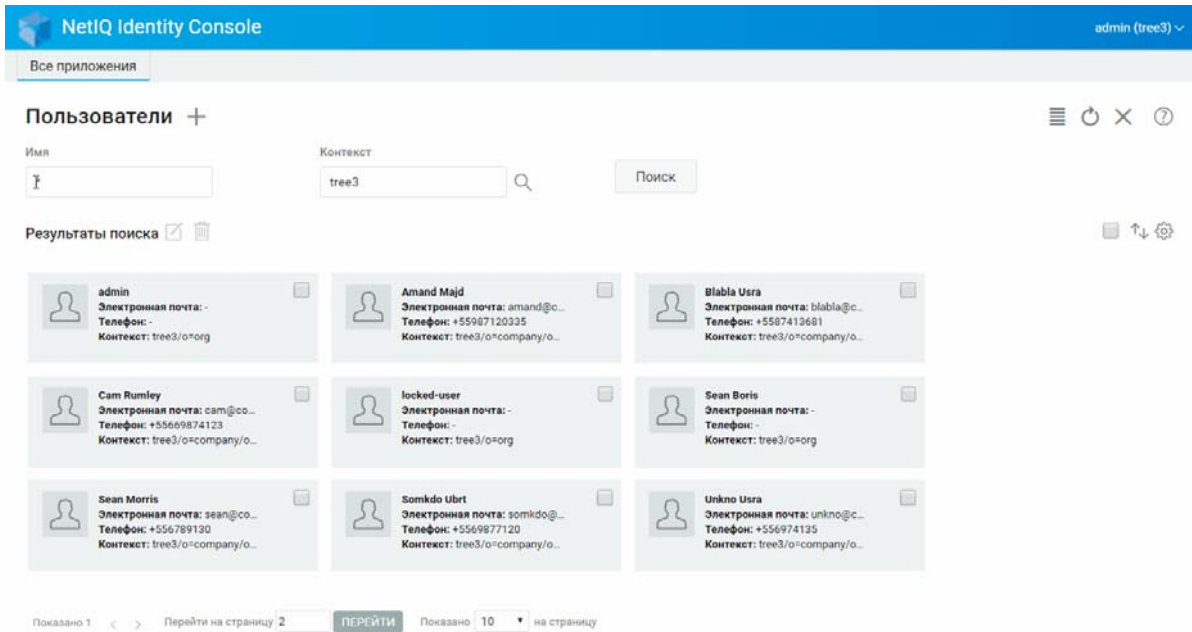 NetIQ Identity Console
admin (tree3)
Все приложения
Пользователи
Имя
Контекст
tree3
Поиск
Результаты поиска
admin
Электронная почта: -
Телефон: -
Контекст: tree3/o=org
Amand Majd
Электронная почта: amand@c...
Телефон: +55987120335
Контекст: tree3/o=company/o...
Blabla Usra
Электронная почта: blabla@c...
Телефон: +5587413681
Контекст: tree3/o=company/o...
Cam Rumley
Электронная почта: cam@co...
Телефон: +55669874123
Контекст: tree3/o=company/o...
locked-user
Электронная почта: -
Телефон: -
Контекст: tree3/o=org
Sean Boris
Электронная почта: -
Телефон: -
Контекст: tree3/o=org
Sean Morris
Электронная почта: sean@co...
Телефон: +556789130
Контекст: tree3/o=company/o...
Somkdo Ubrt
Электронная почта: somkdo@...
Телефон: +5569877120
Контекст: tree3/o=company/o...
Unkno Usra
Электронная почта: unkno@c...
Телефон: +556974135
Контекст: tree3/o=company/o...
Показано 1 < > Перейти на страницу 2 ПЕРЕЙТИ Показано 10 на страницу